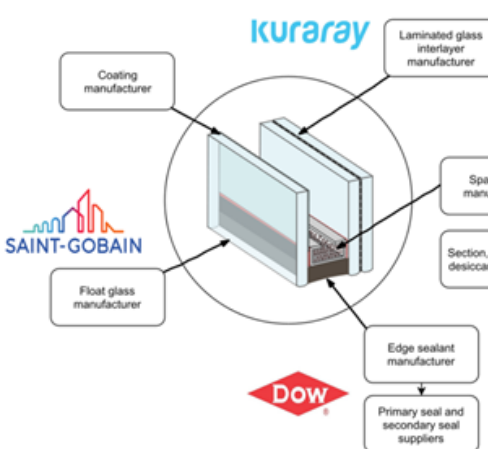 kuraray
Laminated glass
interlayer
manufacturer
Coating
manufacturer
SAINT-GOBAIN
Section,
Float glass
manufacturer
Edge sealant
manufacturer
Dow
Primary seal and
secondary seal
suppliers